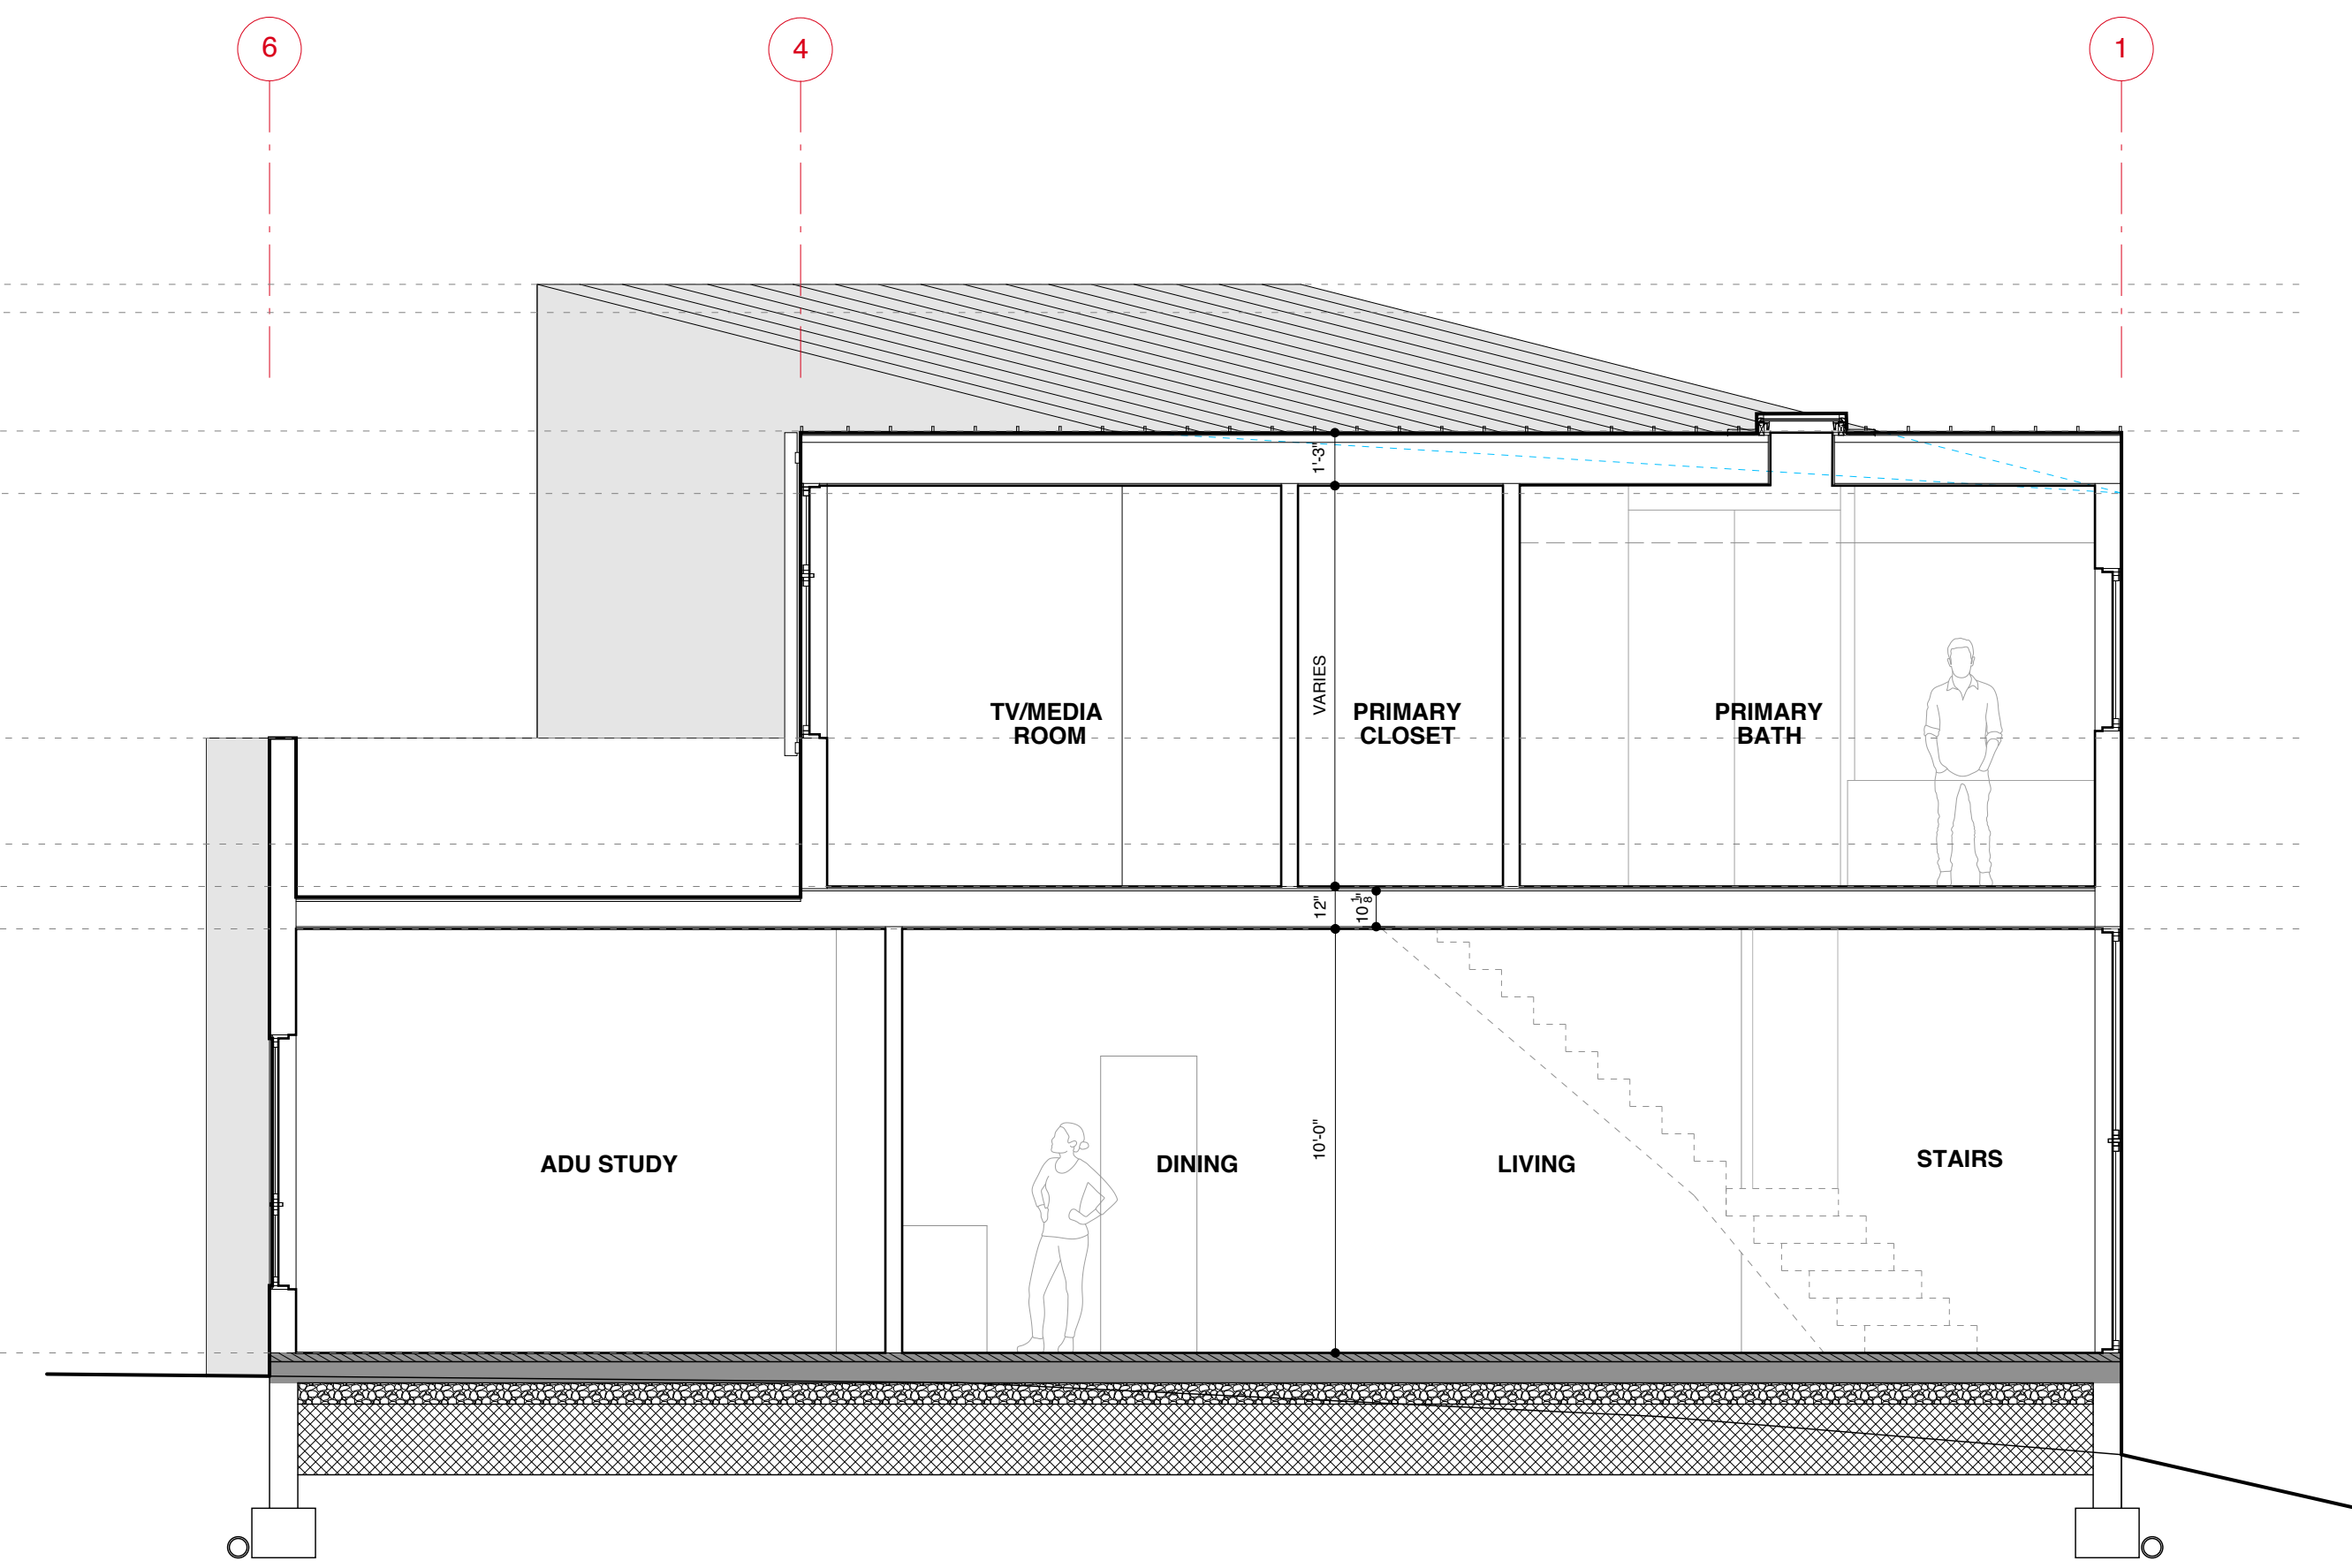 6
4
1
1'-3"
VARIES
TV/MEDIA
ROOM
PRIMARY
CLOSET
PRIMARY
BATH
12"
10 1/8"
10'-0"
ADU STUDY
DINING
LIVING
STAIRS